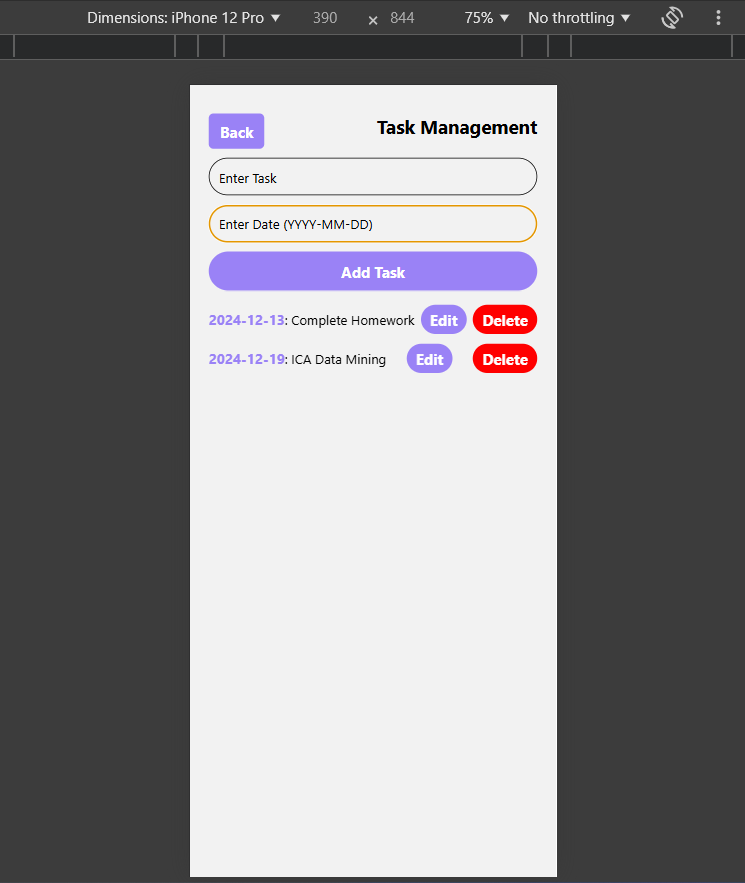 Dimensions: iPhone 12 Pro 390 × 844 75% No throttling
Back Task Management
Enter Task
Enter Date (YYYY-MM-DD)
Add Task
2024-12-13: Complete Homework Edit Delete
2024-12-19: ICA Data Mining Edit Delete